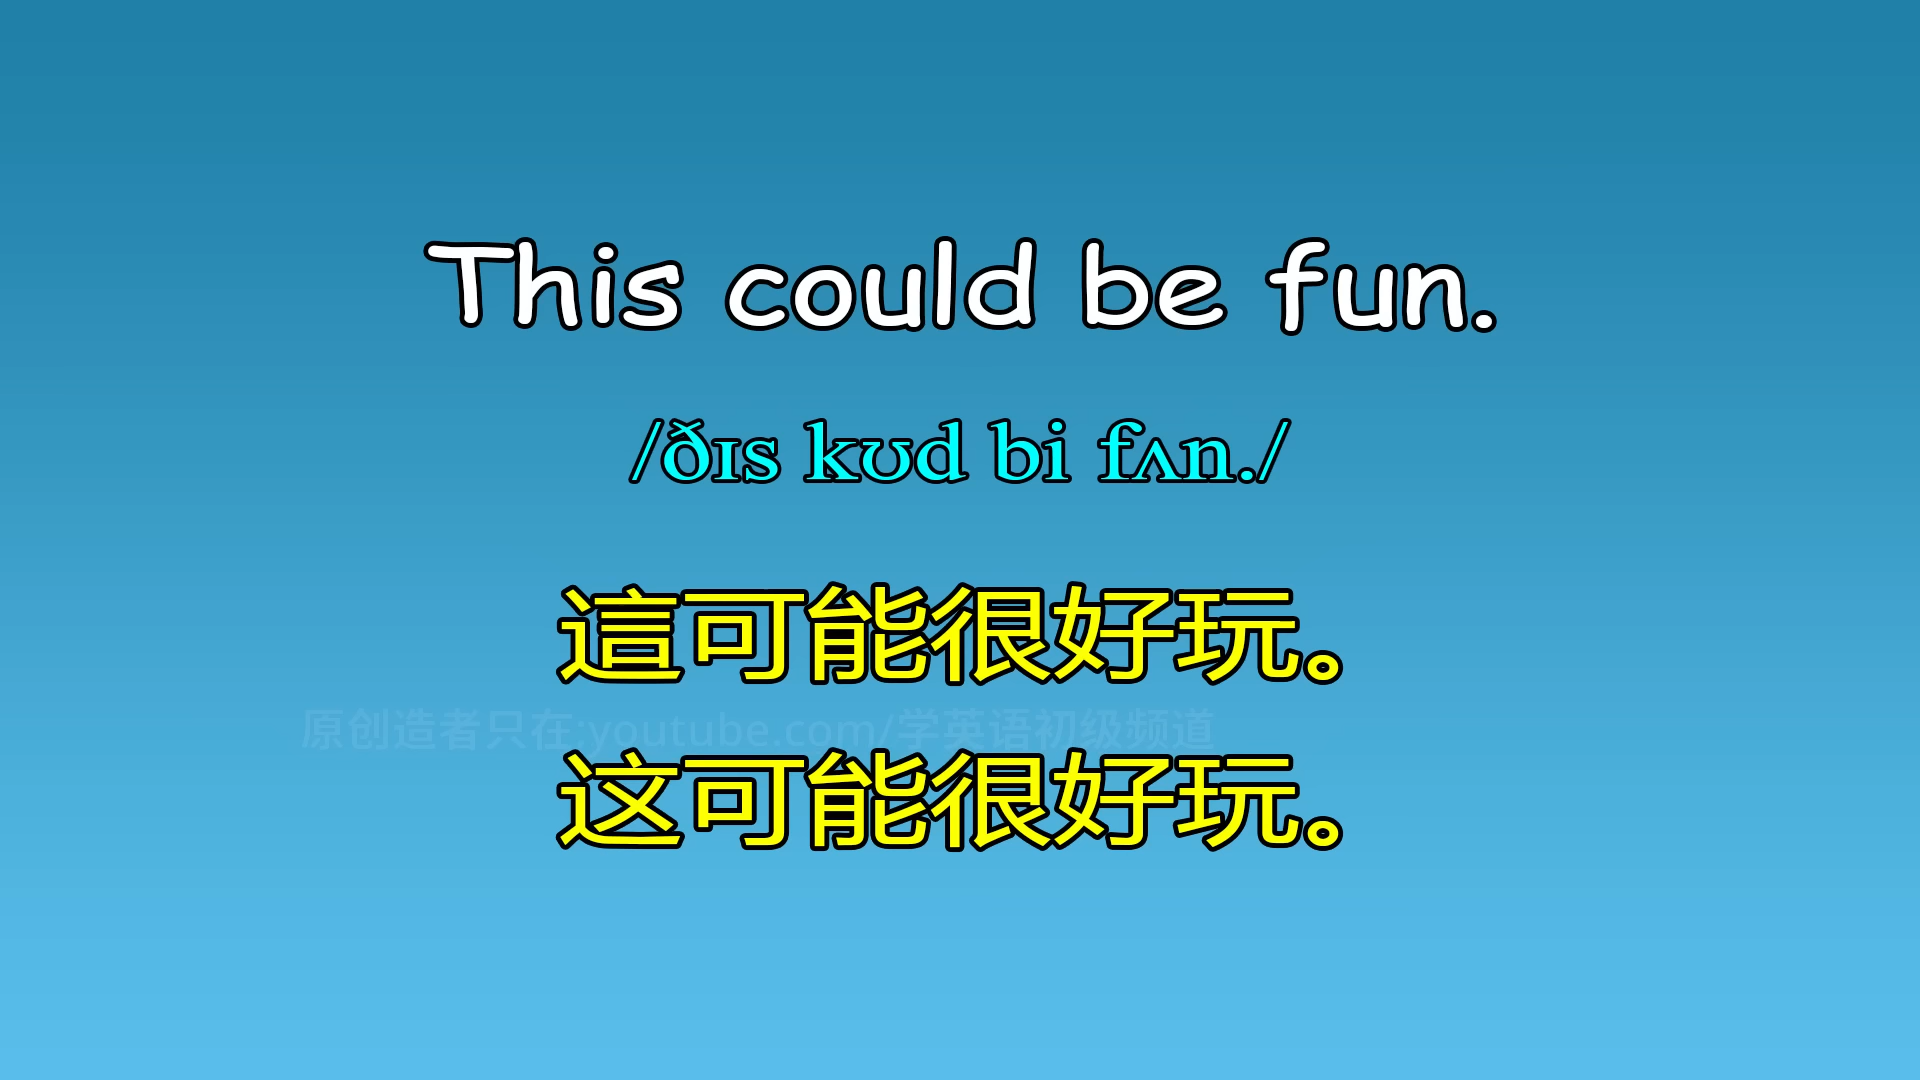 This could be fun.
/ðɪs kʊd bi fʌn./
這可能很好玩。
原创造者只在:youtube.com/学英语初级频道
这可能很好玩。